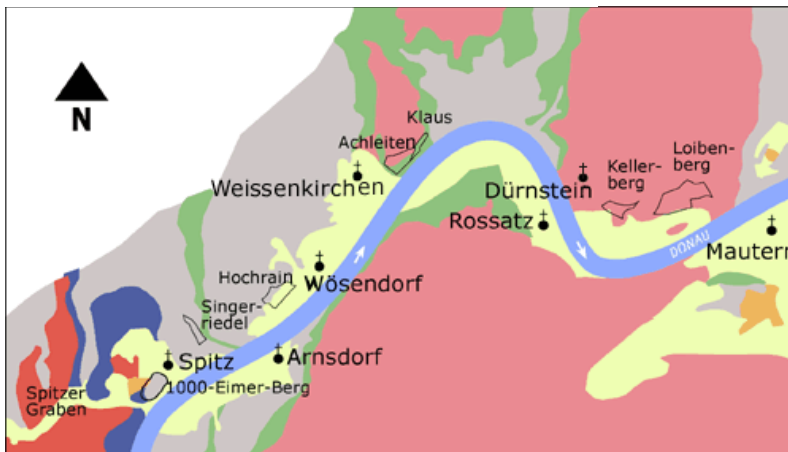 N
Klaus
Achleiten
Weissenkirchen
Dürnstein
Keller-
berg
Loiben-
berg
Rossatz
DONAU
Mautern
Hochrain
Wösendorf
Singer-
riedel
Arnsdorf
Spitz
1000-Eimer-Berg
Spitzer
Graben